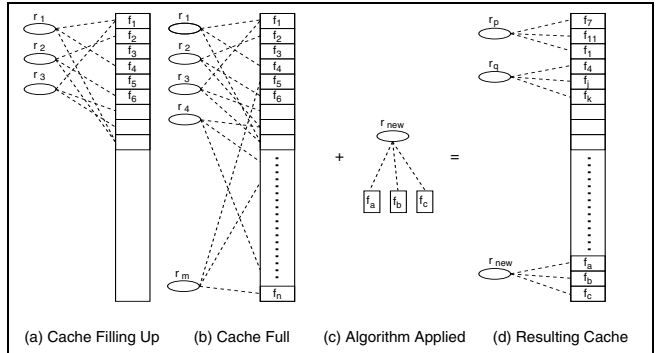 r1
r2
r3
f1
f2
f3
f4
f5
f6
(a) Cache Filling Up
r1
r2
r3
r4
rm
f1
f2
f3
f4
f5
f6
fn
(b) Cache Full
+
rnew
fa fb fc
=
(c) Algorithm Applied
rp
rq
rnew
f7
f11
f1
f4
fj
fk
fa
fb
fc
(d) Resulting Cache